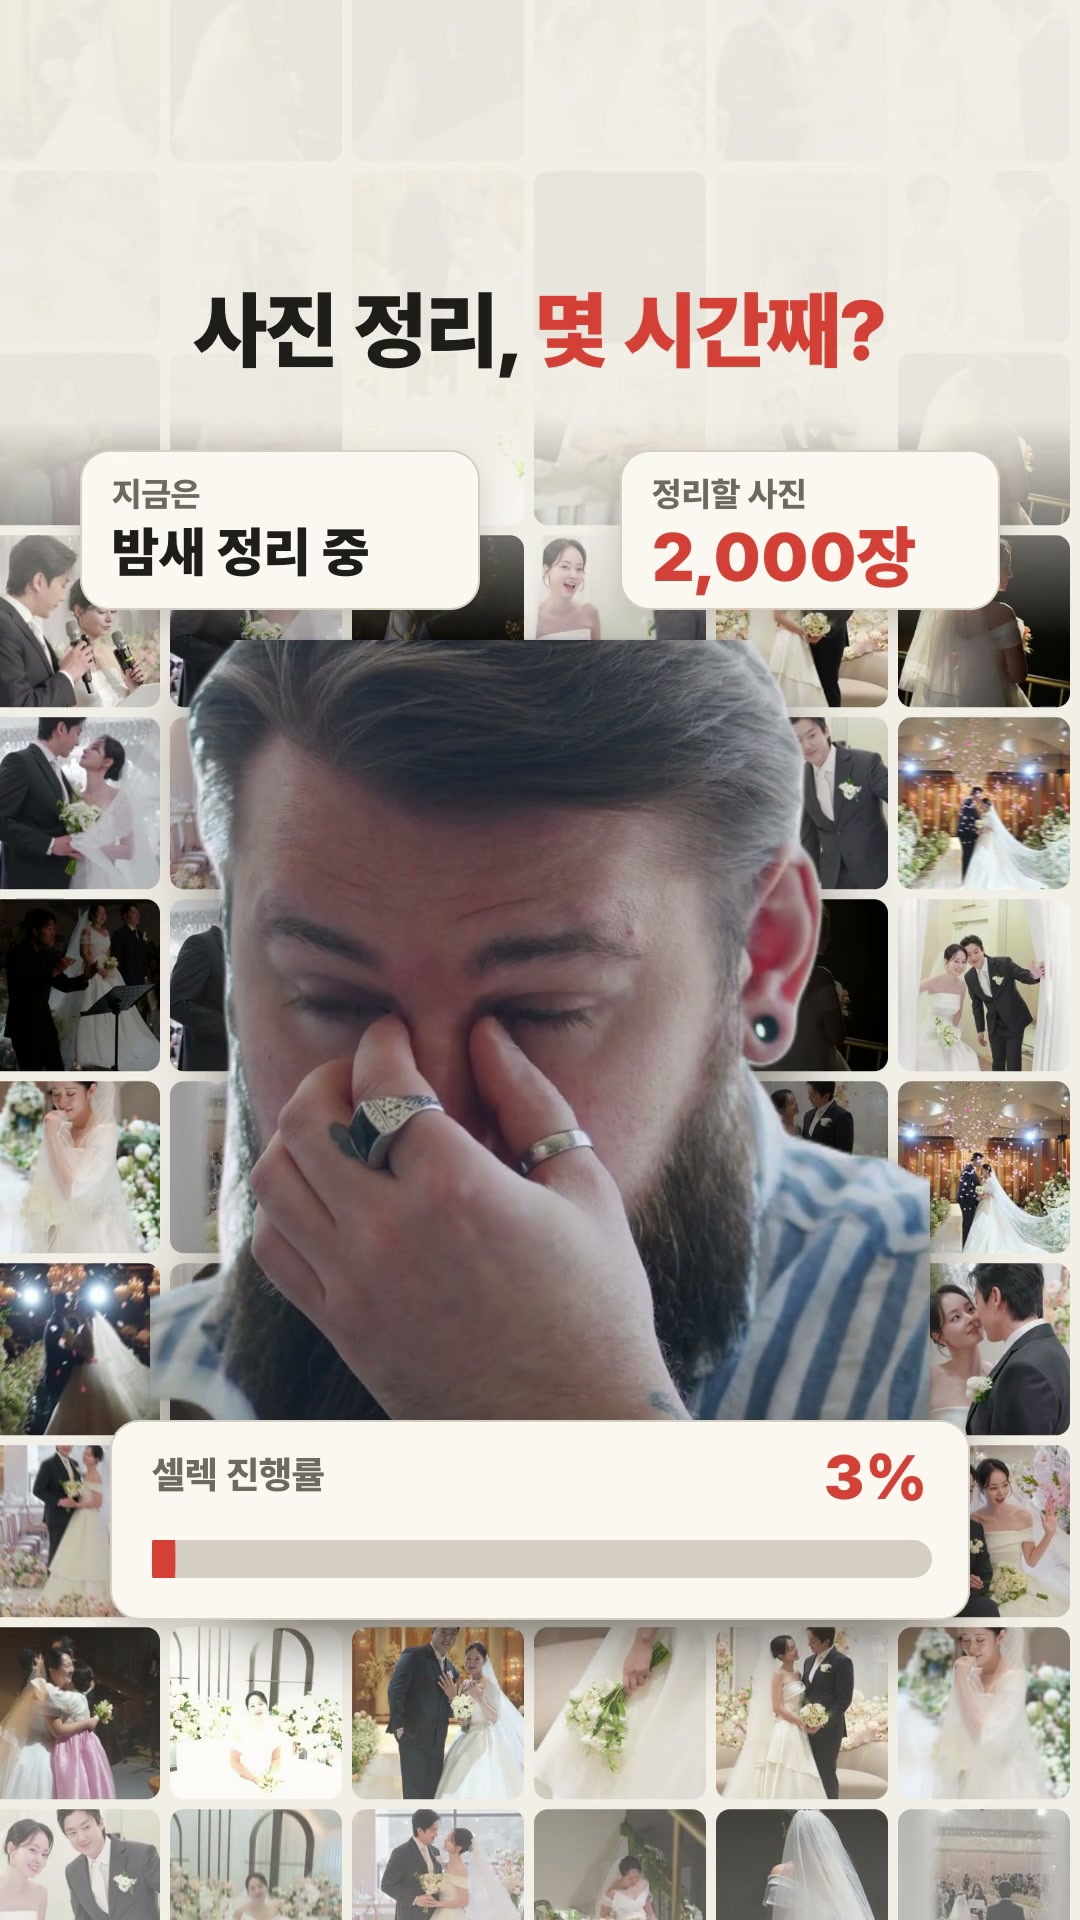 사진 정리, 몇 시간째?
지금은
밤새 정리 중
정리할 사진
2,000장
셀렉 진행률
3%